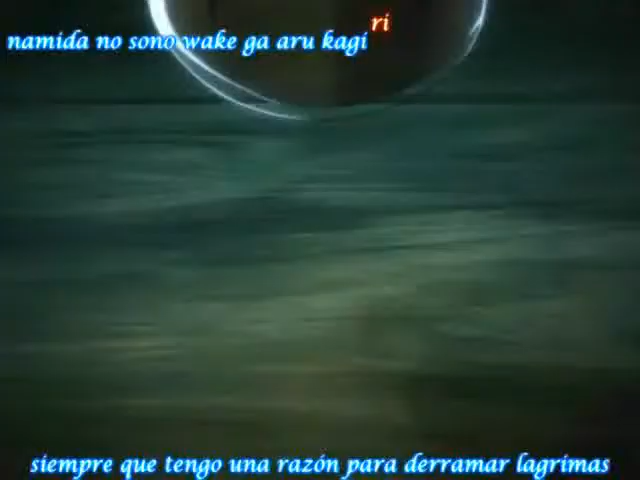 namida no sono wake ga aru kagiri
siempre que tengo una razón para derramar lagrimas